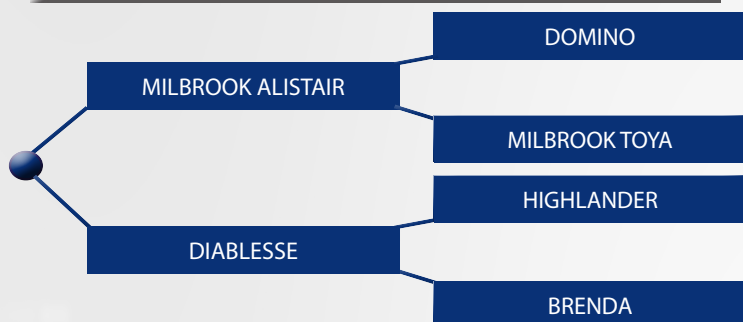 DOMINO
MILBROOK ALISTAIR
MILBROOK TOYA
HIGHLANDER
DIABLESSE
BRENDA